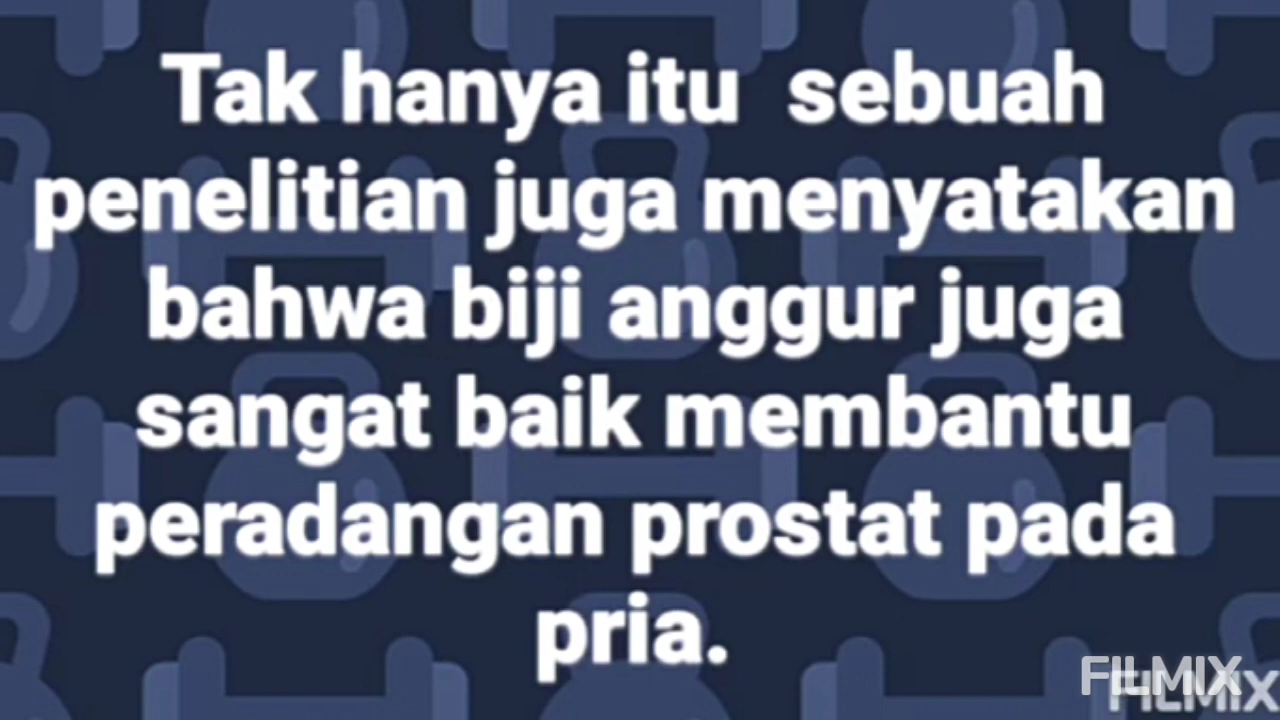 Tak hanya itu  sebuah
penelitian juga menyatakan
bahwa biji anggur juga
sangat baik membantu
peradangan prostat pada
pria.
FILMIX
FILMIX